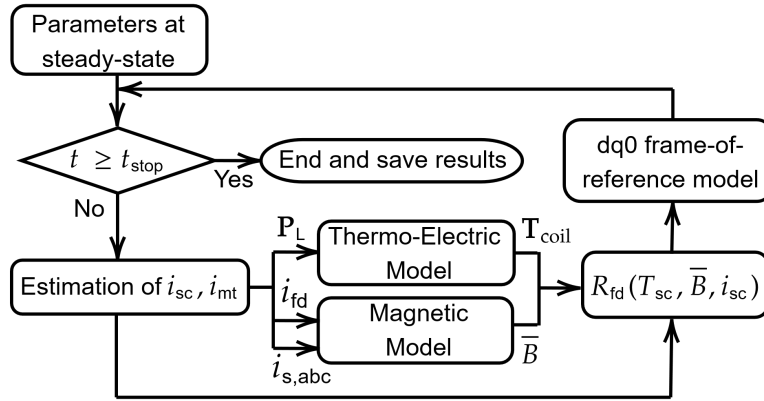 Parameters at
steady-state
t ≥ t_stop
Yes
End and save results
No
Estimation of i_sc, i_mt
P_L
i_fd
i_s,abc
Thermo-Electric
Model
Magnetic
Model
T_coil
B̅
R_fd(T_sc, B̅, i_sc)
dq0 frame-of-
reference model